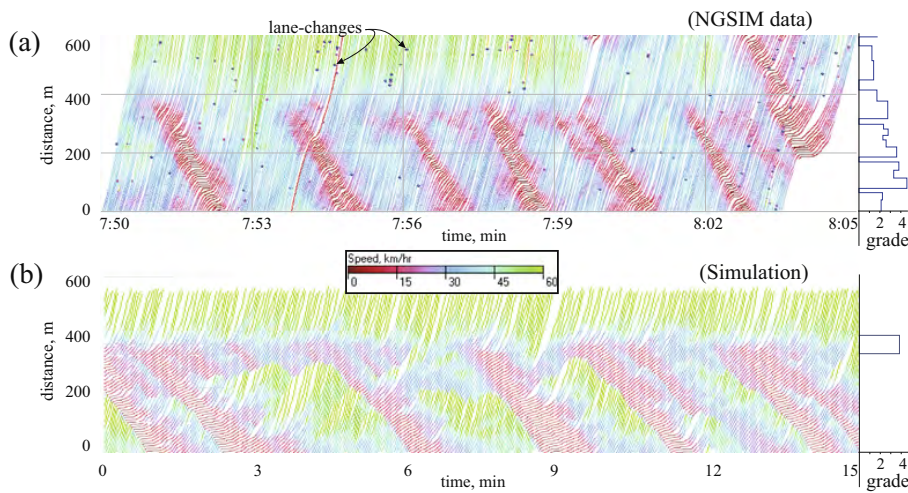 lane-changes
(NGSIM data)
(a)
600
400
200
0
distance, m
7:50
7:53
7:56
7:59
8:02
8:05
time, min
2
4
grade
Speed, km/hr
0
15
30
45
60
(b)
(Simulation)
600
400
200
0
distance, m
0
3
6
9
12
15
time, min
2
4
grade